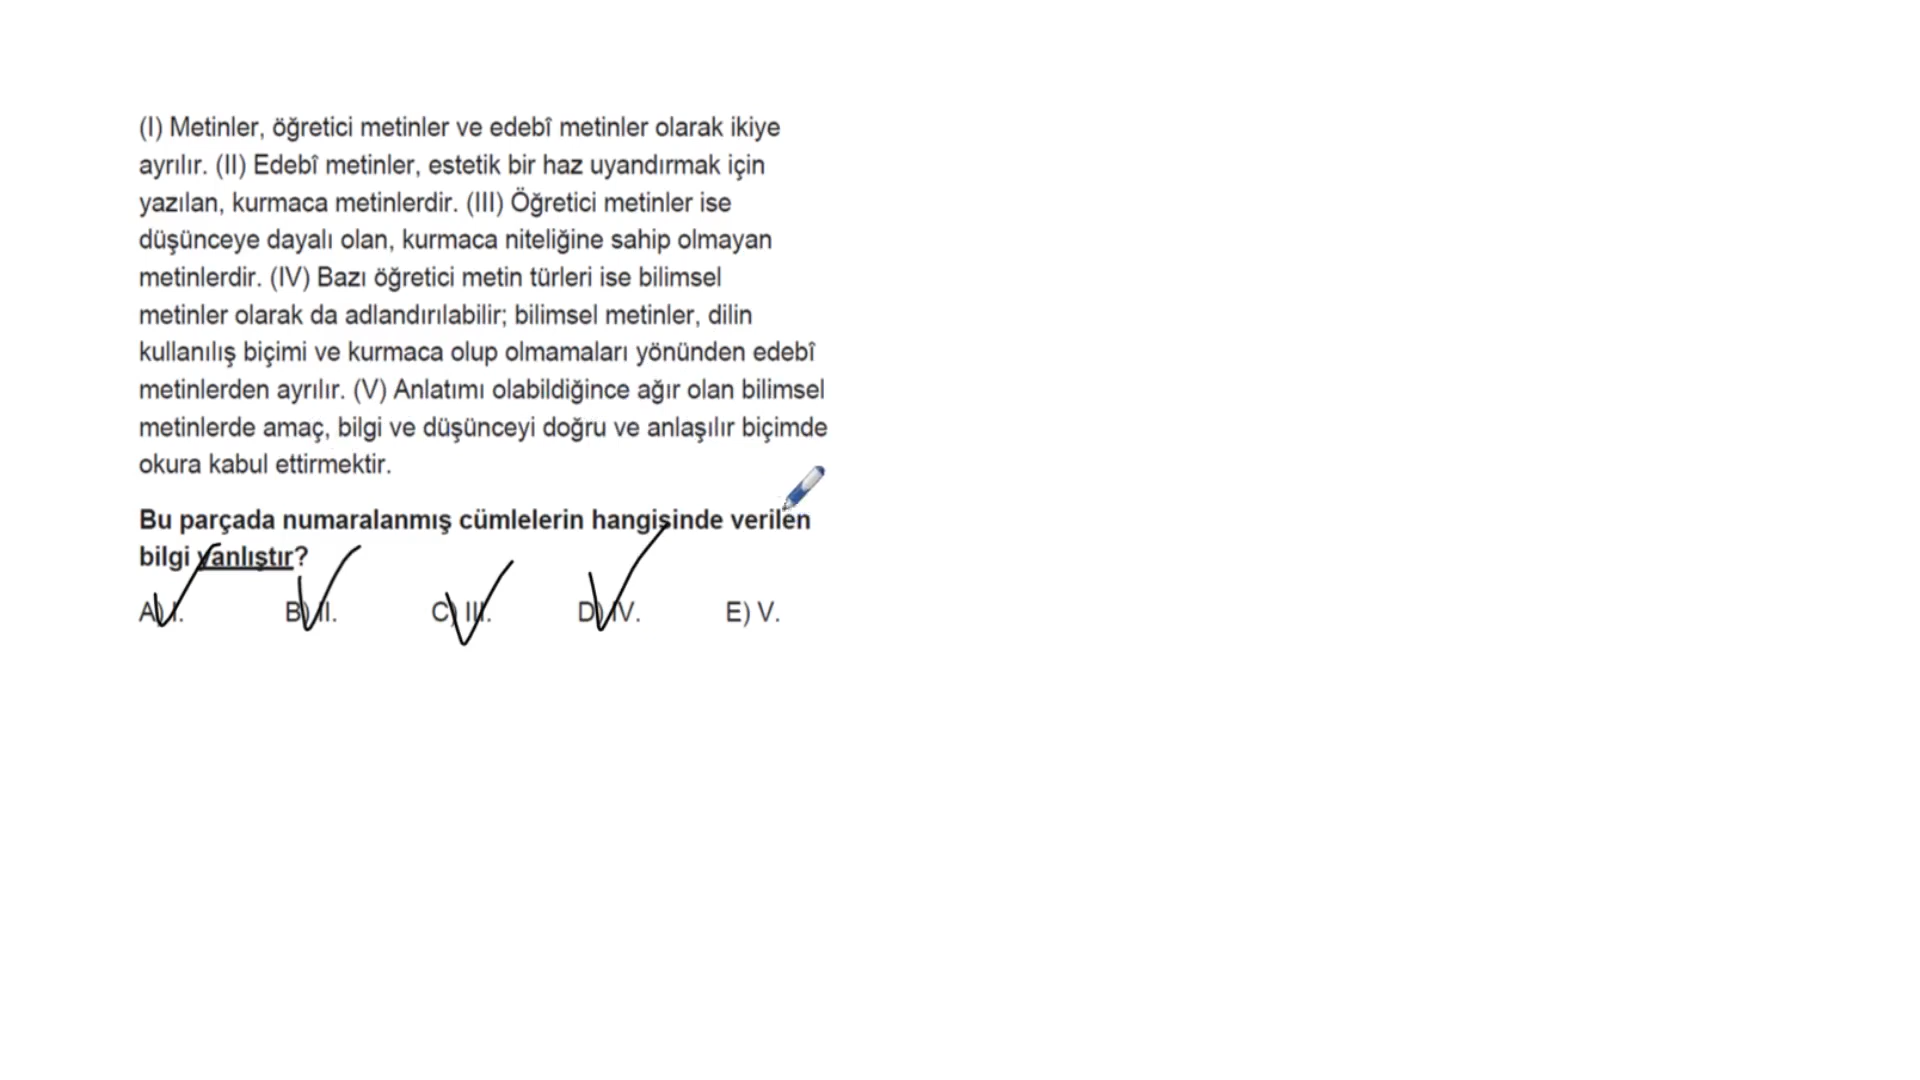 (I) Metinler, öğretici metinler ve edebî metinler olarak ikiye
ayrılır. (II) Edebî metinler, estetik bir haz uyandırmak için
yazılan, kurmaca metinlerdir. (III) Öğretici metinler ise
düşünceye dayalı olan, kurmaca niteliğine sahip olmayan
metinlerdir. (IV) Bazı öğretici metin türleri ise bilimsel
metinler olarak da adlandırılabilir; bilimsel metinler, dilin
kullanılış biçimi ve kurmaca olup olmamaları yönünden edebî
metinlerden ayrılır. (V) Anlatımı olabildiğince ağır olan bilimsel
metinlerde amaç, bilgi ve düşünceyi doğru ve anlaşılır biçimde
okura kabul ettirmektir.
Bu parçada numaralanmış cümlelerin hangisinde verilen
bilgi yanlıştır?
A) I. B) II. C) III. D) IV. E) V.